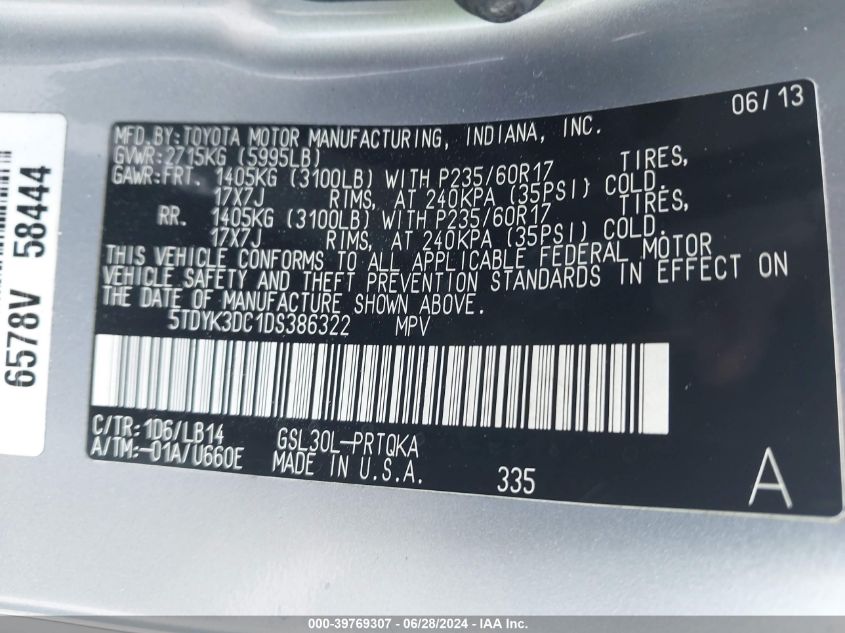 06/13
MFD.BY:TOYOTA MOTOR MANUFACTURING, INDIANA, INC.
GVWR:2715KG (5995LB)
GAWR:FRT. 1405KG (3100LB) WITH P235/60R17 TIRES,
17X7J RIMS, AT 240KPA (35PSI) COLD.
RR. 1405KG (3100LB) WITH P235/60R17 TIRES,
17X7J RIMS, AT 240KPA (35PSI) COLD.
THIS VEHICLE CONFORMS TO ALL APPLICABLE FEDERAL MOTOR
VEHICLE SAFETY AND THEFT PREVENTION STANDARDS IN EFFECT ON
THE DATE OF MANUFACTURE SHOWN ABOVE.
5TDYK3DC1DS386322 MPV
C/TR:1D6/LB14 GSL30L-PRTQKA
A/TM:-01A/U660E MADE IN U.S.A. 335 A
6578V 58444
000-39769307 - 06/28/2024 - IAA Inc.